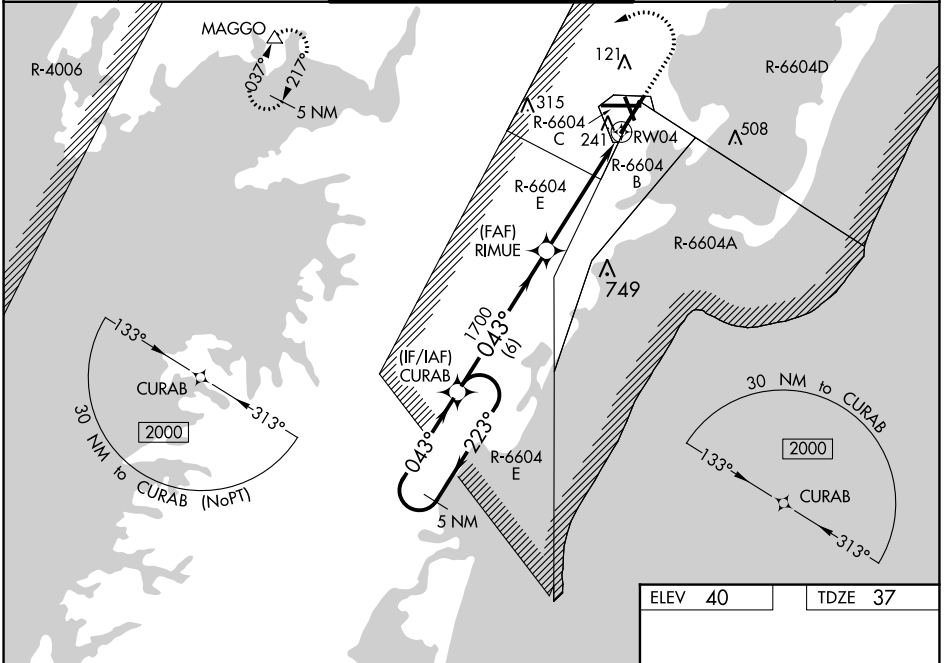 MAGGO
R-4006
037°
217°
5 NM
121
R-6604D
315
R-6604
C
241
RW04
508
R-6604
B
R-6604
E
(FAF)
RIMUE
R-6604A
749
1700
043°
(6)
(IF/IAF)
CURAB
133°
CURAB
313°
2000
30 NM to CURAB (NoPT)
043°
223°
R-6604
E
5 NM
30 NM to CURAB
2000
133°
CURAB
313°
ELEV 40
TDZE 37